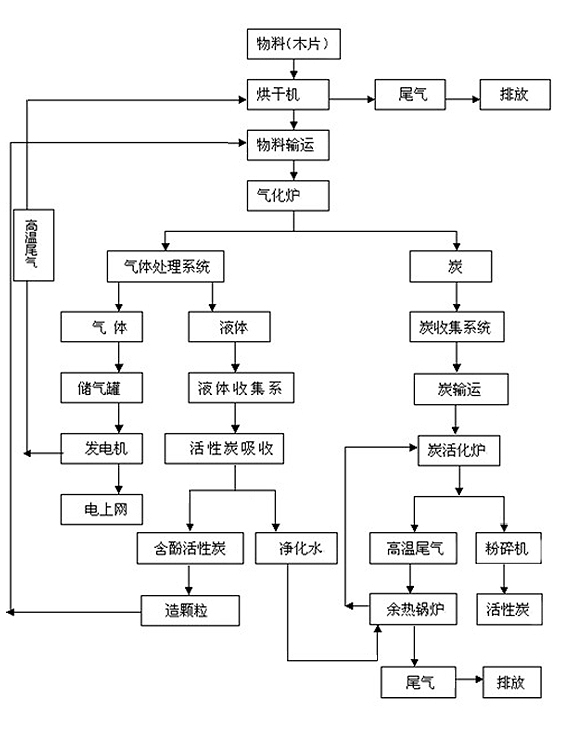 物料(木片)
烘干机
尾气
排放
物料输运
气化炉
高温尾气
气体处理系统
炭
气 体
液体
炭收集系统
储气罐
液体收集系
炭输运
发电机
活性炭吸收
炭活化炉
电上网
含酚活性炭
净化水
高温尾气
粉碎机
造颗粒
余热锅炉
活性炭
尾气
排放